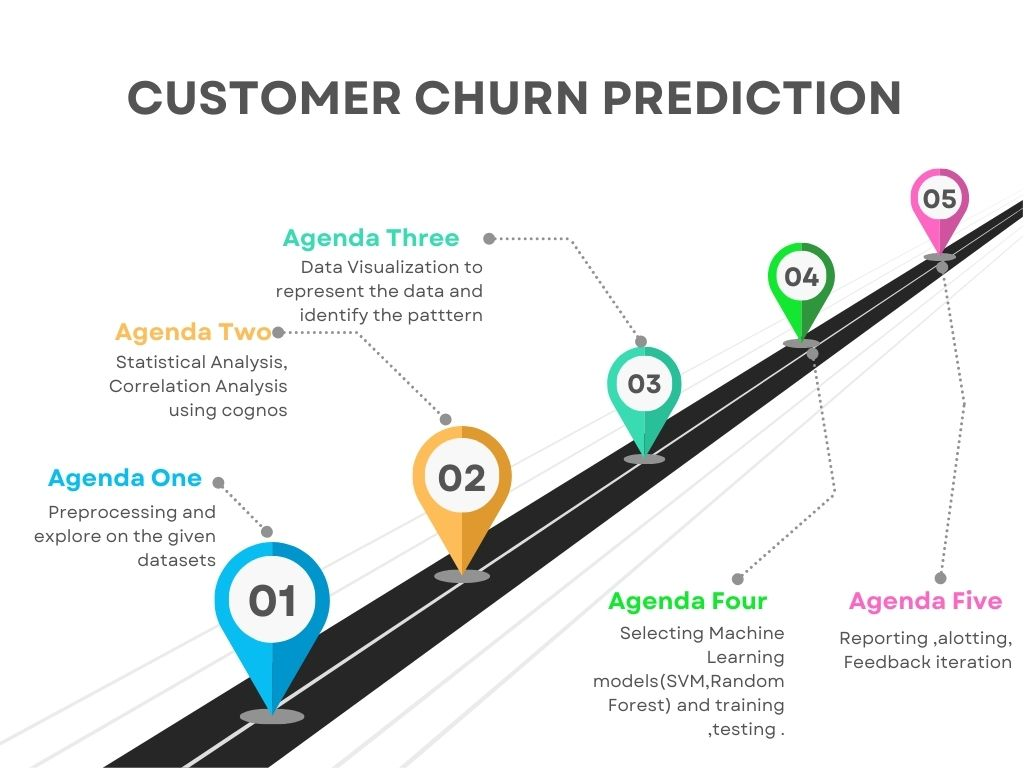 CUSTOMER CHURN PREDICTION
Agenda One
Preprocessing and
explore on the given
datasets
01
Agenda Two
Statistical Analysis,
Correlation Analysis
using cognos
02
Agenda Three
Data Visualization to
represent the data and
identify the patttern
03
Agenda Four
Selecting Machine
Learning
models(SVM,Random
Forest) and training
,testing .
04
Agenda Five
Reporting ,alotting,
Feedback iteration
05